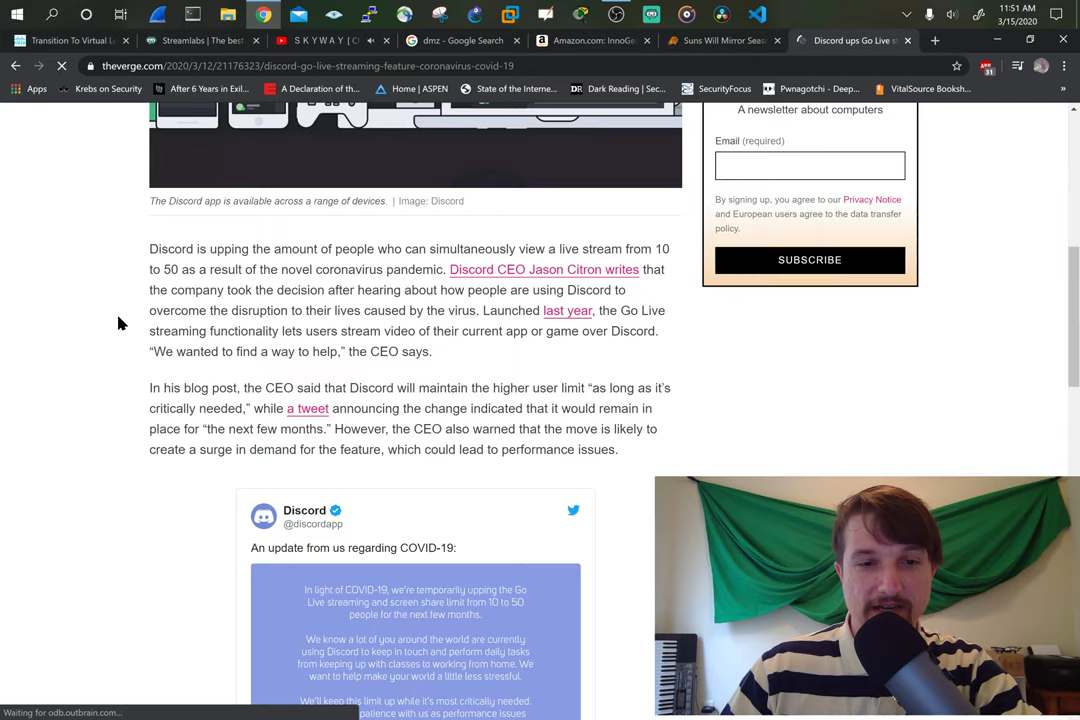 11:51 AM
3/15/2020
Transition To Virtual L
Streamlabs | The best
S K Y W A Y [ C
dmz - Google Search
Amazon.com: InnoGe
Suns Will Mirror Seas
Discord ups Go Live st
theverge.com/2020/3/12/21176323/discord-go-live-streaming-feature-coronavirus-covid-19
31
Apps
Krebs on Security
After 6 Years in Exil...
A Declaration of th...
Home | ASPEN
State of the Interne...
DR Dark Reading | Sec...
SecurityFocus
Pwnagotchi - Deep...
VitalSource Booksh...
A newsletter about computers
Email (required)
By signing up, you agree to our Privacy Notice
and European users agree to the data transfer
policy.
SUBSCRIBE
The Discord app is available across a range of devices. | Image: Discord
Discord is upping the amount of people who can simultaneously view a live stream from 10
to 50 as a result of the novel coronavirus pandemic. Discord CEO Jason Citron writes that
the company took the decision after hearing about how people are using Discord to
overcome the disruption to their lives caused by the virus. Launched last year, the Go Live
streaming functionality lets users stream video of their current app or game over Discord.
“We wanted to find a way to help,” the CEO says.
In his blog post, the CEO said that Discord will maintain the higher user limit “as long as it’s
critically needed,” while a tweet announcing the change indicated that it would remain in
place for “the next few months.” However, the CEO also warned that the move is likely to
create a surge in demand for the feature, which could lead to performance issues.
Discord
@discordapp
An update from us regarding COVID-19:
In light of COVID-19, we're temporarily upping the Go
Live streaming and screen share limit from 10 to 50
people for the next few months.
We know a lot of you around the world are currently
using Discord to keep in touch and perform daily tasks
from keeping up with classes to working from home. We
want to help make your world a little less stressful.
We'll keep this limit up while it's most critically needed.
patience with us as performance issues
Waiting for odb.outbrain.com...